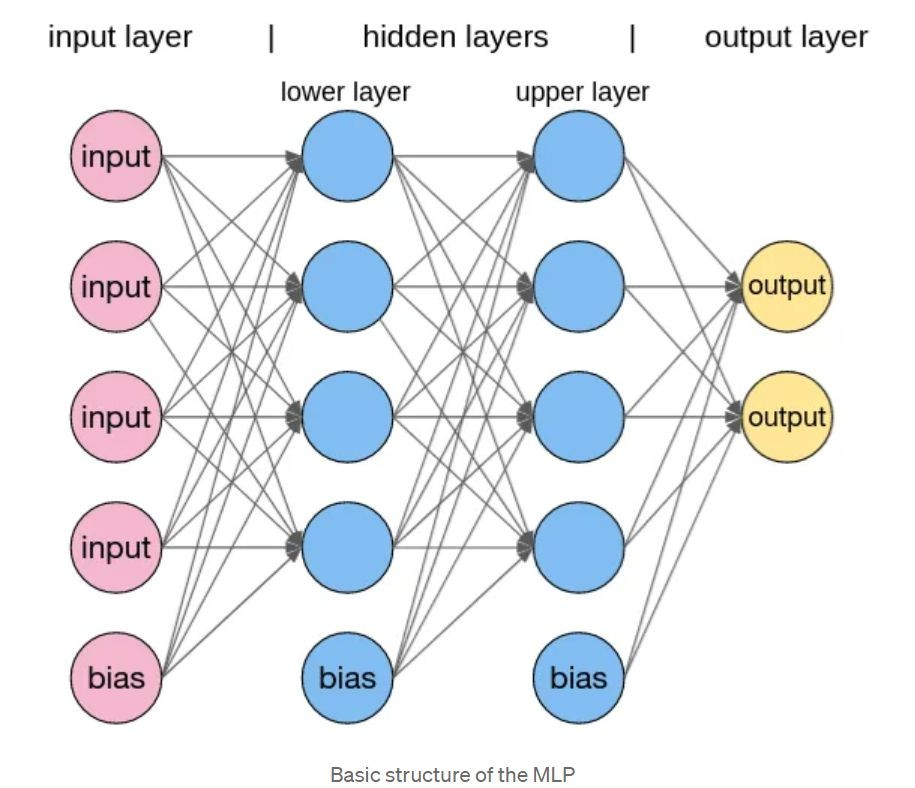 input layer | hidden layers | output layer
lower layer upper layer
input
input output
input output
input
bias bias bias
Basic structure of the MLP